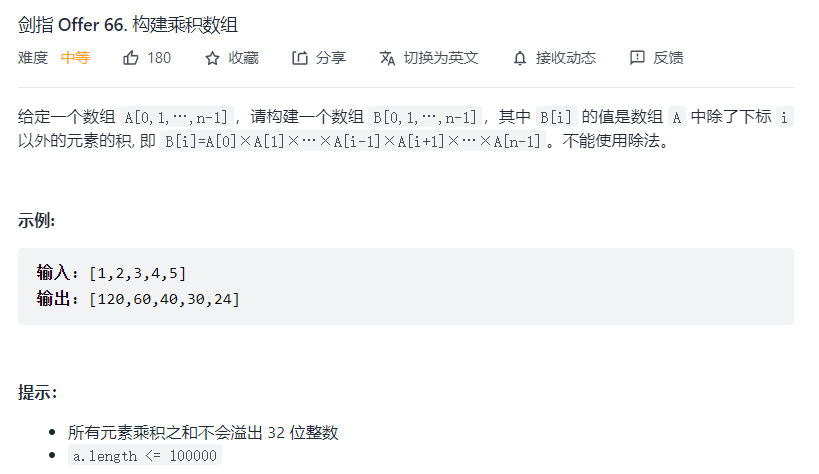 剑指 Offer 66. 构建乘积数组
难度 中等 180 收藏 分享 切换为英文 接收动态 反馈
给定一个数组 A[0,1,…,n-1]，请构建一个数组 B[0,1,…,n-1]，其中 B[i] 的值是数组 A 中除了下标 i
以外的元素的积, 即 B[i]=A[0]×A[1]×…×A[i-1]×A[i+1]×…×A[n-1]。不能使用除法。
示例:
输入：[1,2,3,4,5]
输出：[120,60,40,30,24]
提示：
所有元素乘积之和不会溢出 32 位整数
a.length <= 100000